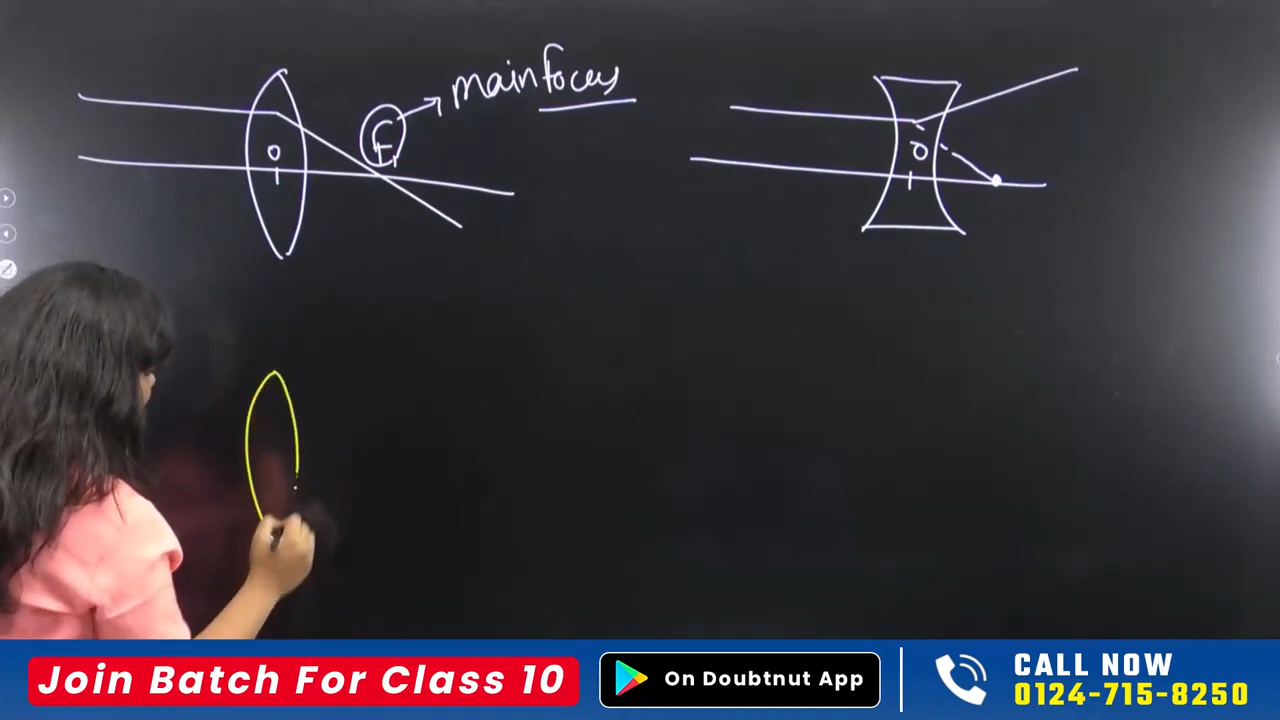 main focus
F1
O
O
Join Batch For Class 10
On Doubtnut App
CALL NOW
0124-715-8250